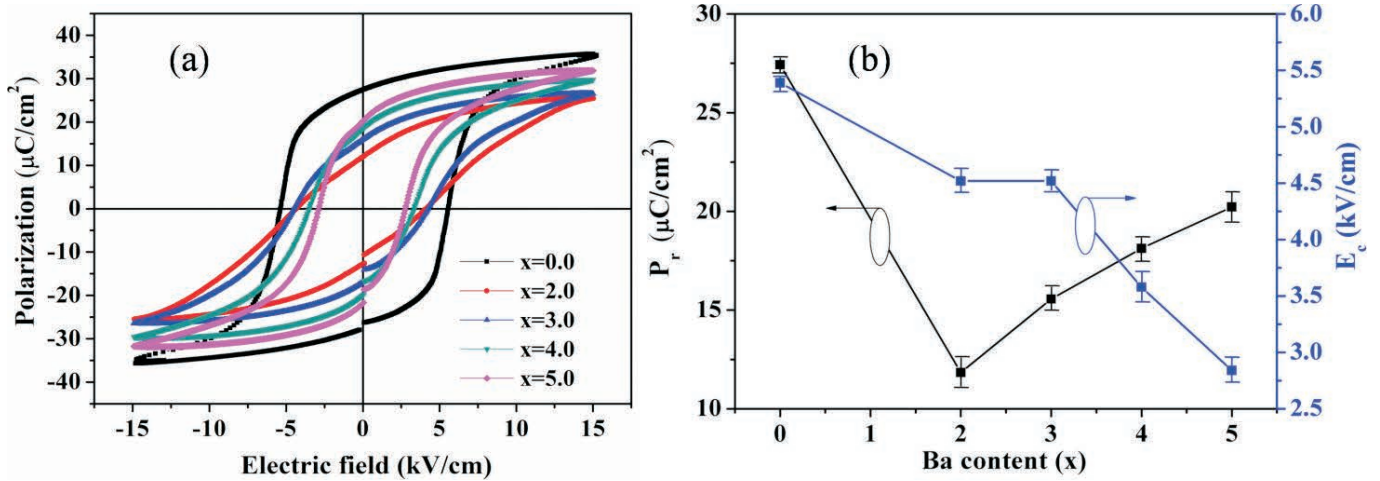 (a)
Polarization (μC/cm²)
40
30
20
10
0
-10
-20
-30
-40
x=0.0
x=2.0
x=3.0
x=4.0
x=5.0
-15 -10 -5 0 5 10 15
Electric field (kV/cm)
(b)
Pᵣ (μC/cm²)
30
25
20
15
10
6.0
5.5
5.0
4.5
4.0
3.5
3.0
2.5
E_c (kV/cm)
0 1 2 3 4 5
Ba content (x)